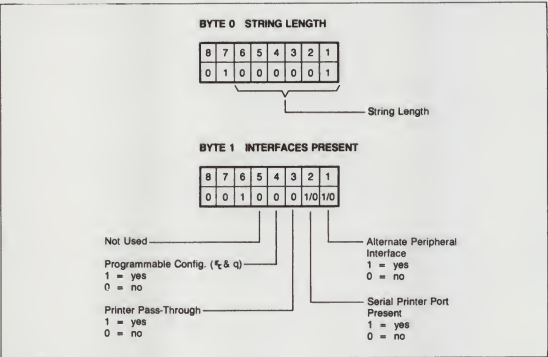 BYTE 0 STRING LENGTH
8 7 6 5 4 3 2 1
0 1 0 0 0 0 0 1
String Length
BYTE 1 INTERFACES PRESENT
8 7 6 5 4 3 2 1
0 0 1 0 0 0 1/0 1/0
Not Used
Programmable Config. (␛& q)
1 = yes
0 = no
Printer Pass-Through
1 = yes
0 = no
Alternate Peripheral
Interface
1 = yes
0 = no
Serial Printer Port
Present
1 = yes
0 = no